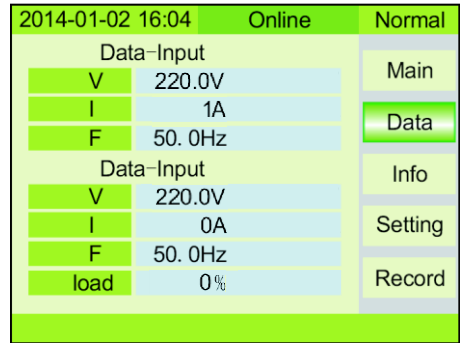 2014-01-02 16:04 Online Normal
Data-Input
V 220.0V
I 1A
F 50. 0Hz
Data-Input
V 220.0V
I 0A
F 50. 0Hz
load 0%
Main
Data
Info
Setting
Record